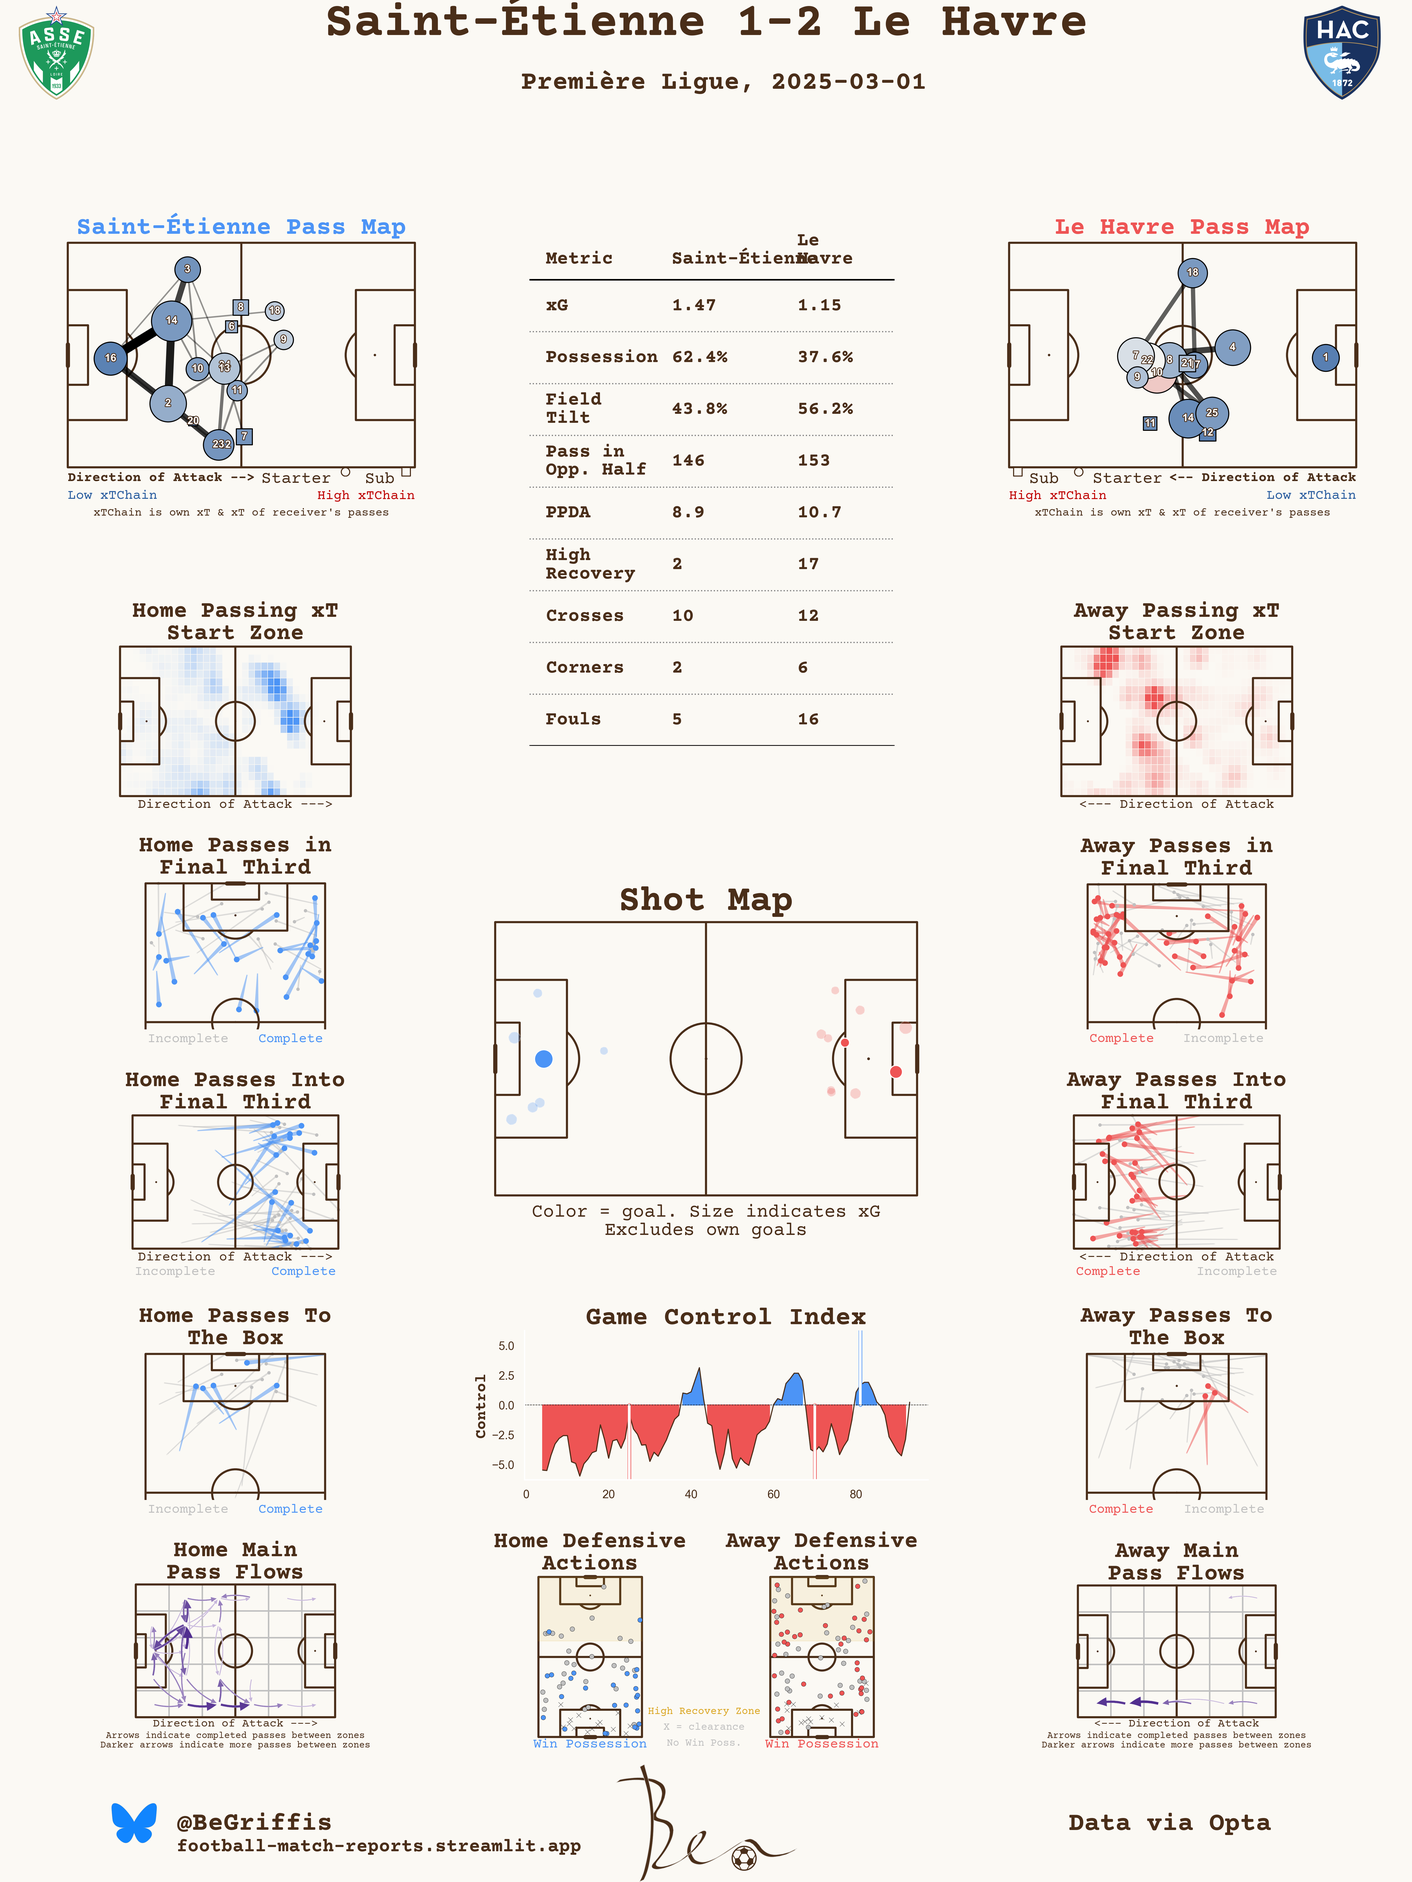 Saint-Étienne 1-2 Le Havre
Première Ligue, 2025-03-01
ASSE
SAINT-ÉTIENNE
LOIRE
1933
HAC
1872
Saint-Étienne Pass Map
3
14
16
2
20
10
13
11
8
6
18
9
7
Direction of Attack --> Starter Sub
Low xTChain High xTChain
xTChain is own xT & xT of receiver's passes
Metric Saint-Étienne Le Havre
xG 1.47 1.15
Possession 62.4% 37.6%
Field Tilt 43.8% 56.2%
Pass in Opp. Half 146 153
PPDA 8.9 10.7
High Recovery 2 17
Crosses 10 12
Corners 2 6
Fouls 5 16
Le Havre Pass Map
18
7
22
8
21
4
1
9
10
14
25
11
12
Sub Starter <-- Direction of Attack
High xTChain Low xTChain
xTChain is own xT & xT of receiver's passes
Home Passing xT
Start Zone
Direction of Attack --->
Away Passing xT
Start Zone
<--- Direction of Attack
Home Passes in
Final Third
Incomplete Complete
Away Passes in
Final Third
Complete Incomplete
Shot Map
Color = goal. Size indicates xG
Excludes own goals
Home Passes Into
Final Third
Direction of Attack --->
Incomplete Complete
Away Passes Into
Final Third
<--- Direction of Attack
Complete Incomplete
Home Passes To
The Box
Incomplete Complete
Game Control Index
Control
5.0
2.5
0.0
−2.5
−5.0
0 20 40 60 80
Away Passes To
The Box
Complete Incomplete
Home Main
Pass Flows
Direction of Attack --->
Arrows indicate completed passes between zones
Darker arrows indicate more passes between zones
Home Defensive
Actions
Win Possession
High Recovery Zone
X = clearance
No Win Poss.
Away Defensive
Actions
Win Possession
Away Main
Pass Flows
<--- Direction of Attack
Arrows indicate completed passes between zones
Darker arrows indicate more passes between zones
@BeGriffis
football-match-reports.streamlit.app
Ben
Data via Opta